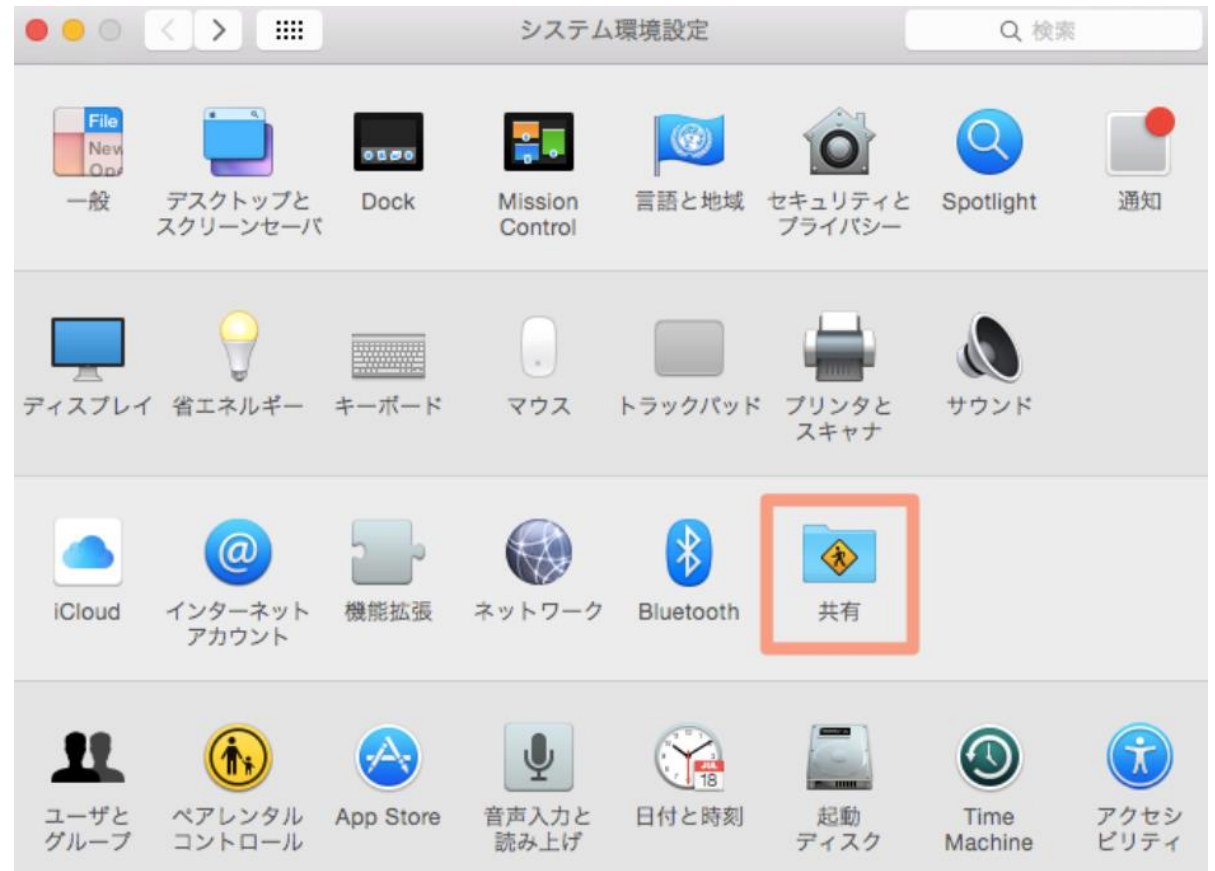 システム環境設定
検索
File
New
Ope
一般
デスクトップと
スクリーンセーバ
Dock
Mission
Control
言語と地域
セキュリティと
プライバシー
Spotlight
通知
ディスプレイ
省エネルギー
キーボード
マウス
トラックパッド
プリンタと
スキャナ
サウンド
iCloud
@
インターネット
アカウント
機能拡張
ネットワーク
Bluetooth
共有
ユーザと
グループ
ペアレンタル
コントロール
App Store
音声入力と
読み上げ
JUL
18
日付と時刻
起動
ディスク
Time
Machine
アクセシ
ビリティ